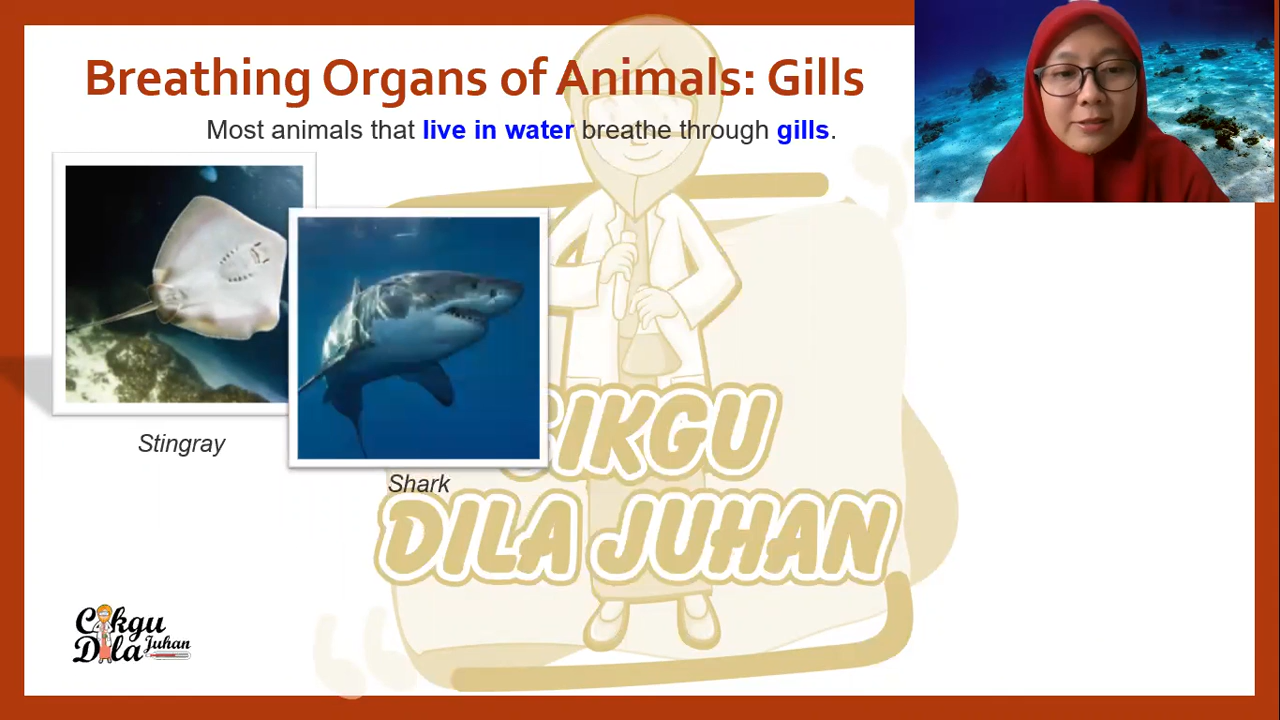 Breathing Organs of Animals: Gills
Most animals that live in water breathe through gills.
Stingray
Shark
CIKGU
DILA JUHAN
Cikgu
Dila Juhan